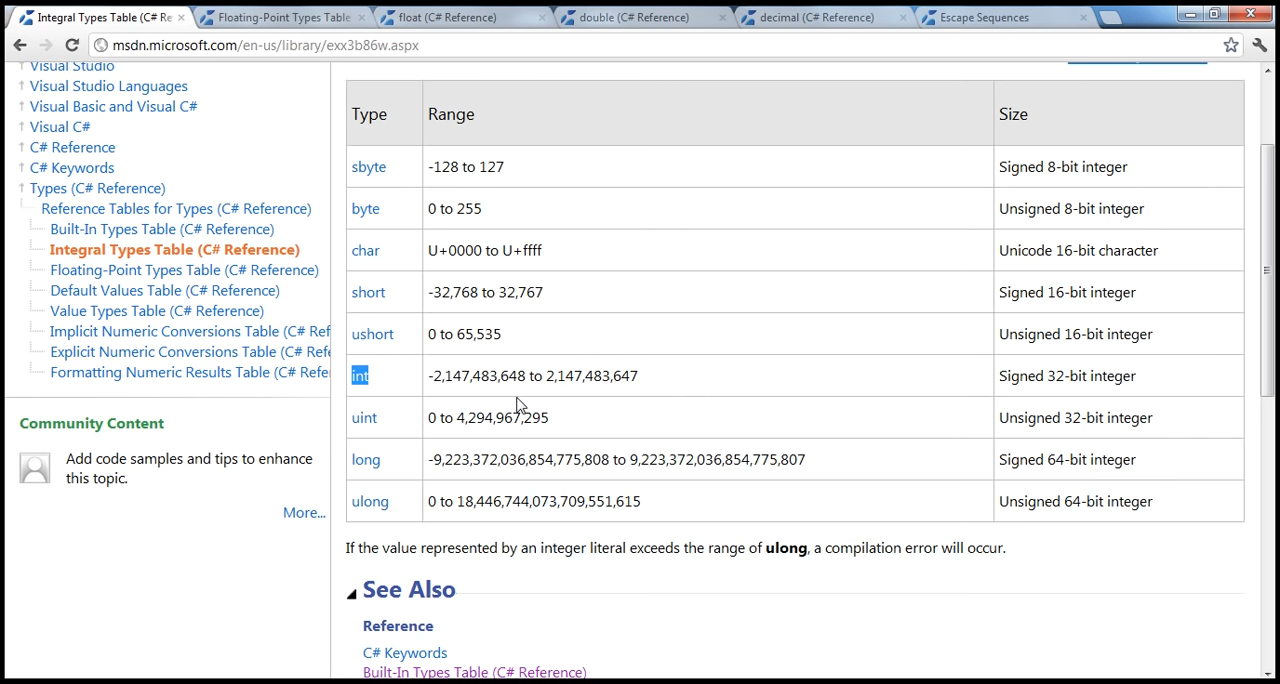 Integral Types Table (C# Re
Floating-Point Types Table
float (C# Reference)
double (C# Reference)
decimal (C# Reference)
Escape Sequences
msdn.microsoft.com/en-us/library/exx3b86w.aspx
Visual Studio
Visual Studio Languages
Visual Basic and Visual C#
Visual C#
C# Reference
C# Keywords
Types (C# Reference)
Reference Tables for Types (C# Reference)
Built-In Types Table (C# Reference)
Integral Types Table (C# Reference)
Floating-Point Types Table (C# Reference)
Default Values Table (C# Reference)
Value Types Table (C# Reference)
Implicit Numeric Conversions Table (C# Ref
Explicit Numeric Conversions Table (C# Refe
Formatting Numeric Results Table (C# Refe
Community Content
Add code samples and tips to enhance
this topic.
More...
Type Range Size
sbyte -128 to 127 Signed 8-bit integer
byte 0 to 255 Unsigned 8-bit integer
char U+0000 to U+ffff Unicode 16-bit character
short -32,768 to 32,767 Signed 16-bit integer
ushort 0 to 65,535 Unsigned 16-bit integer
int -2,147,483,648 to 2,147,483,647 Signed 32-bit integer
uint 0 to 4,294,967,295 Unsigned 32-bit integer
long -9,223,372,036,854,775,808 to 9,223,372,036,854,775,807 Signed 64-bit integer
ulong 0 to 18,446,744,073,709,551,615 Unsigned 64-bit integer
If the value represented by an integer literal exceeds the range of ulong, a compilation error will occur.
See Also
Reference
C# Keywords
Built-In Types Table (C# Reference)